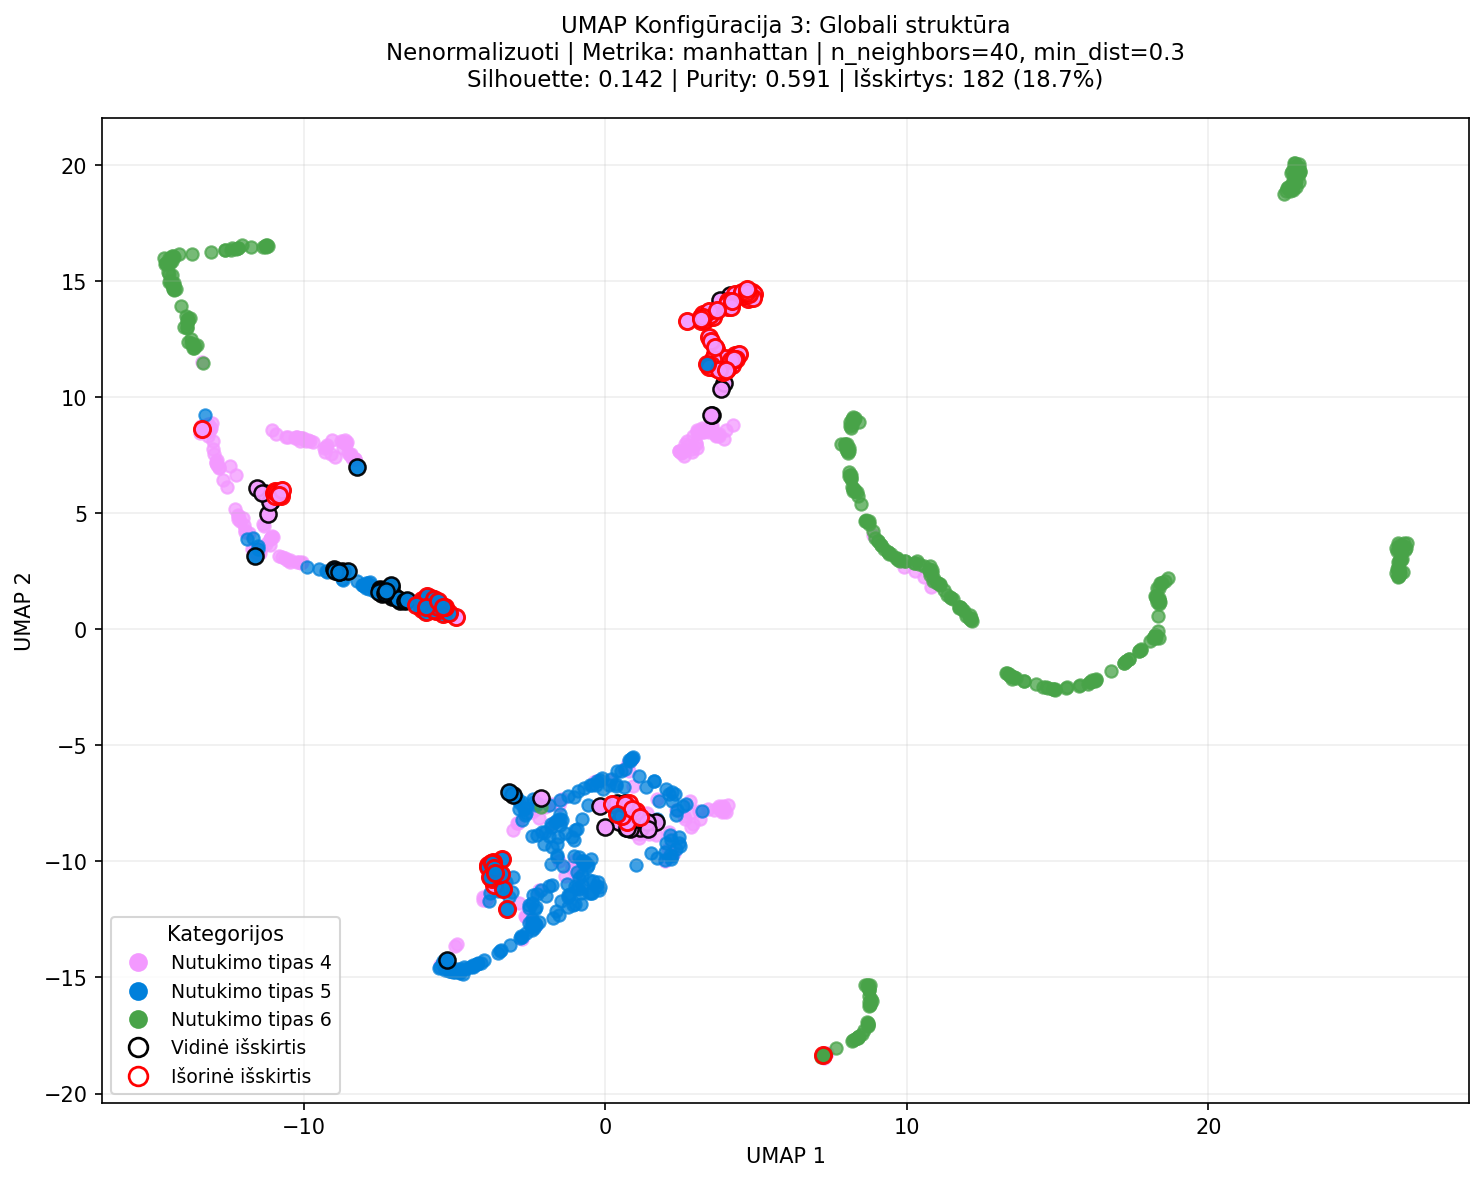 UMAP Konfigūracija 3: Globali struktūra
Nenormalizuoti | Metrika: manhattan | n_neighbors=40, min_dist=0.3
Silhouette: 0.142 | Purity: 0.591 | Išskirtys: 182 (18.7%)
UMAP 2
20
15
10
5
0
−5
−10
−15
−20
Kategorijos
Nutukimo tipas 4
Nutukimo tipas 5
Nutukimo tipas 6
Vidinė išskirtis
Išorinė išskirtis
−10
0
10
20
UMAP 1